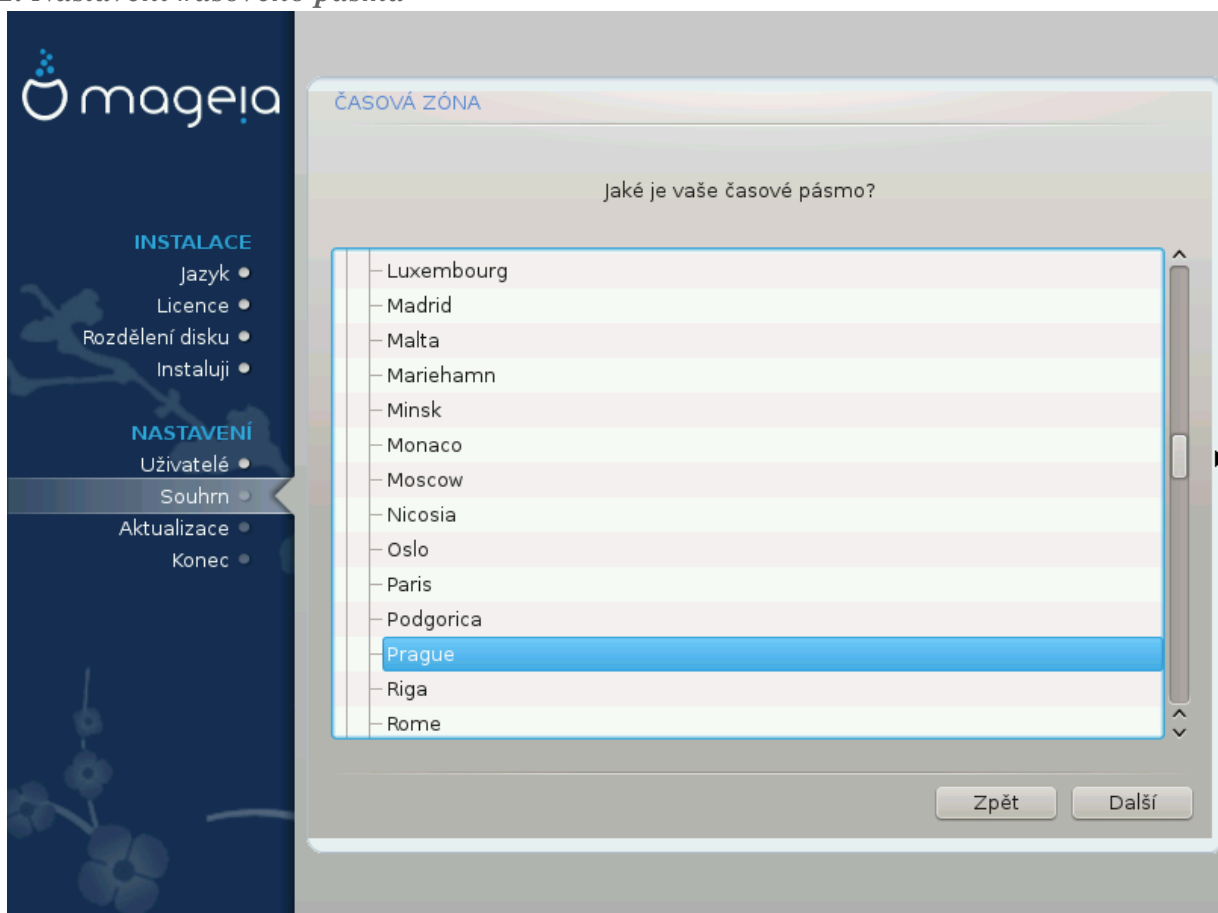 mageia
ČASOVÁ ZÓNA
Jaké je vaše časové pásmo?
INSTALACE
Jazyk
Licence
Rozdělení disku
Instaluji
NASTAVENÍ
Uživatelé
Souhrn
Aktualizace
Konec
Luxembourg
Madrid
Malta
Mariehamn
Minsk
Monaco
Moscow
Nicosia
Oslo
Paris
Podgorica
Prague
Riga
Rome
Zpět
Další